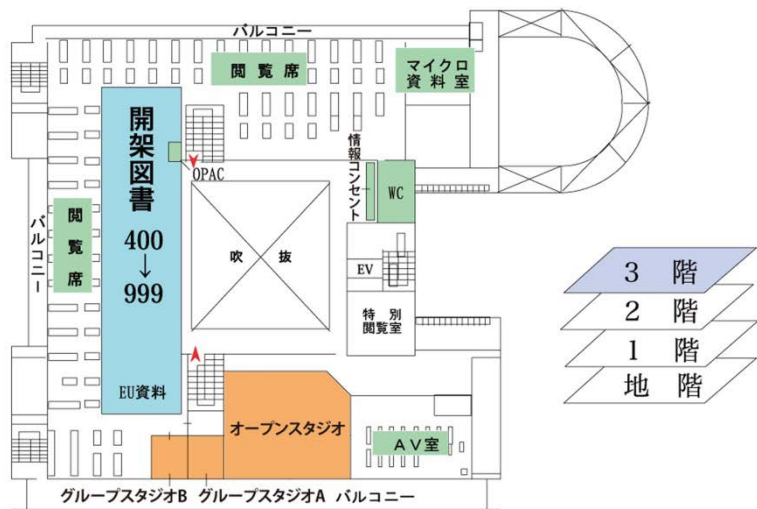 バルコニー
閲覧席
マイクロ
資料室
開架図書
400
↓
999
EU資料
OPAC
情報コンセント
WC
閲覧席
バルコニー
吹抜
EV
特別
閲覧室
オープンスタジオ
AV室
グループスタジオB
グループスタジオA
バルコニー
3階
2階
1階
地階